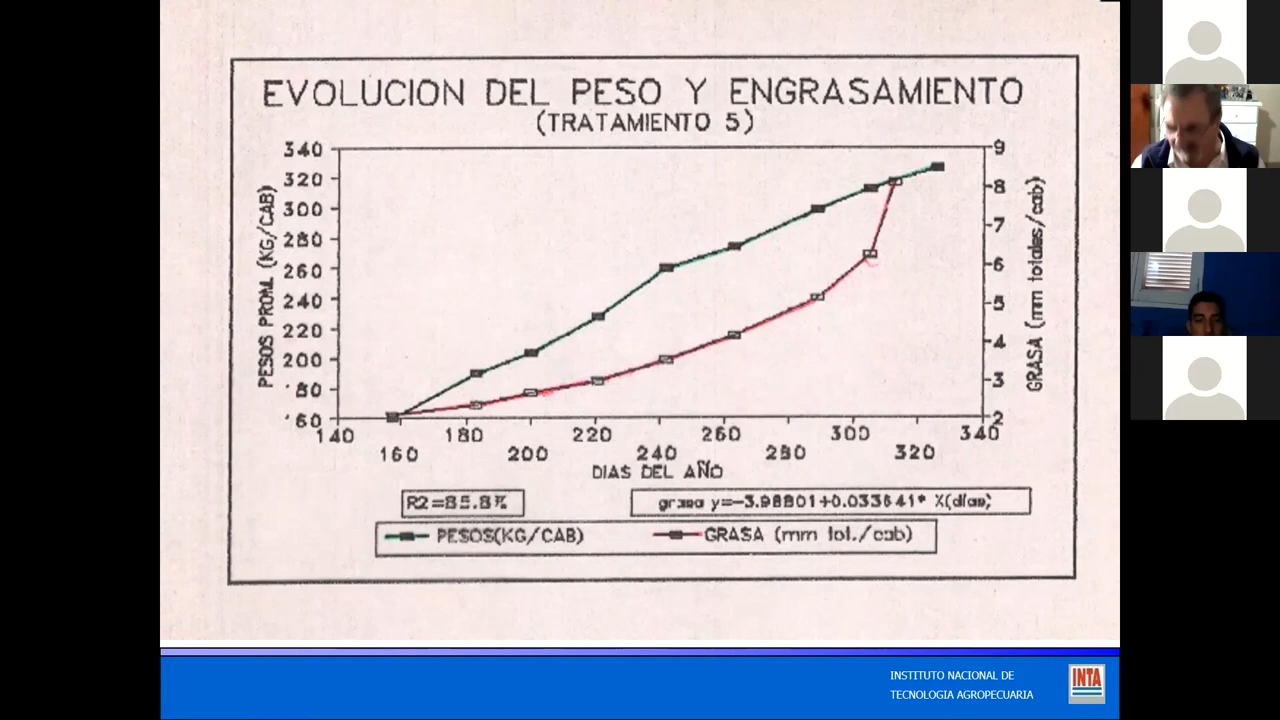 EVOLUCION DEL PESO Y ENGRASAMIENTO
(TRATAMIENTO 5)
PESOS PROM. (KG/CAB)
340
320
300
280
260
240
220
200
'80
'60
9
8
7
6
5
4
3
2
GRASA (mm totales/cab)
140 180 220 260 300 340
160 200 240 280 320
DIAS DEL AÑO
R2=85.8%
grasa y=-3.98801+0.033641* X(dias)
PESOS(KG/CAB) GRASA (mm tot./cab)
INSTITUTO NACIONAL DE
TECNOLOGIA AGROPECUARIA
INTA